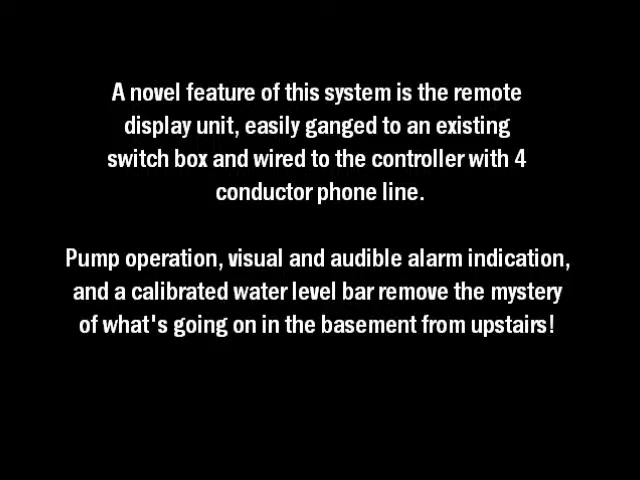 A novel feature of this system is the remote
display unit, easily ganged to an existing
switch box and wired to the controller with 4
conductor phone line.
Pump operation, visual and audible alarm indication,
and a calibrated water level bar remove the mystery
of what's going on in the basement from upstairs!